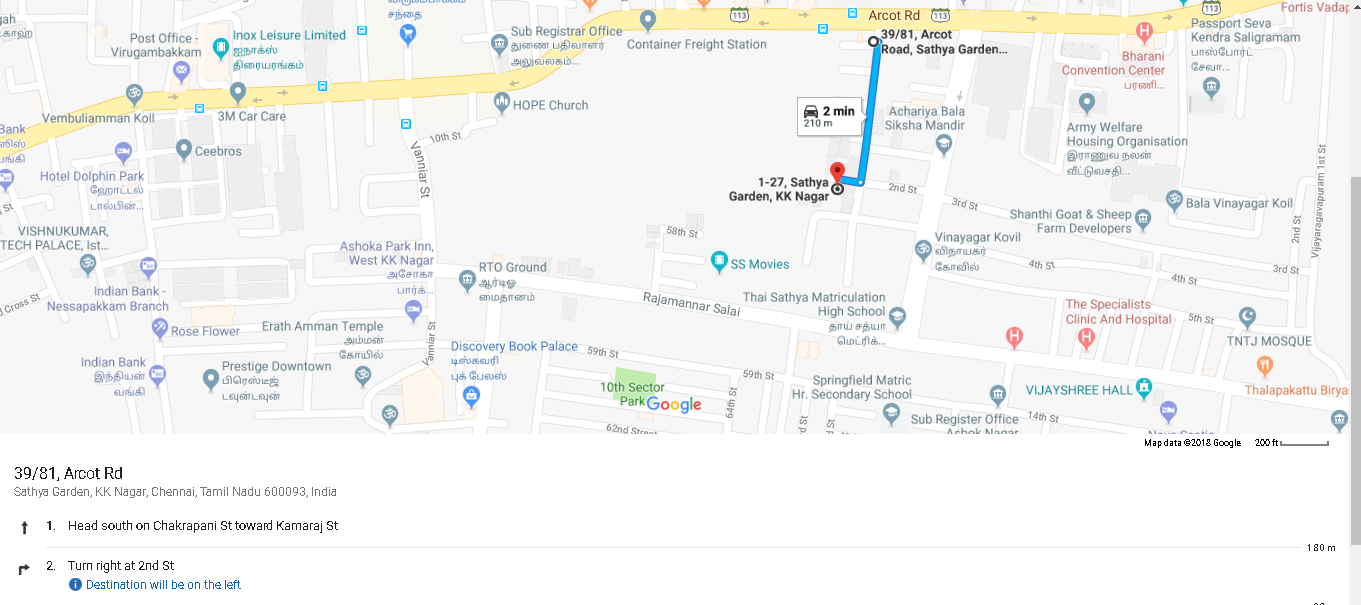 113
Arcot Rd
113
113
Fortis Vadap
சந்தை
Post Office -
Virugambakkam
Inox Leisure Limited
ஐநாக்ஸ்
திரையரங்கம்
Sub Registrar Office
துணை பதிவாளர்
அலுவலகம்...
Container Freight Station
39/81, Arcot
Road, Sathya Garden...
Passport Seva
Kendra Saligramam
பாஸ்போர்ட்
சேவா...
Bharani
Convention Center
பரணி...
Vembuliamman Koil
3M Car Care
HOPE Church
2 min
210 m
Achariya Bala
Siksha Mandir
Army Welfare
Housing Organisation
இராணுவ நலன்
வீட்டுவசதி...
Bank
10th St
Vanniar St
Ceebros
Hotel Dolphin
ஹோட்டல்
டால்பின்...
1-27, Sathya
Garden, KK Nagar
2nd St
3rd St
Bala Vinayagar Koil
Shanthi Goat & Sheep
Farm Developers
2nd St
Vijayaragavapuram 1st St
VISHNUKUMAR,
TECH PALACE, Ist...
58th St
Ashoka Park Inn,
West KK Nagar
அசோகா
பார்க்...
Vinayagar Kovil
விநாயகர்
கோவில்
SS Movies
RTO Ground
ஆர்டிஓ
மைதானம்
4th St
4th St
3rd St
Cross St
Indian Bank -
Nessapakkam Branch
Rajamannar Salai
Thai Sathya Matriculation
High School
தாய் சத்யா
மெட்ரிக்...
The Specialists
Clinic And Hospital
5th St
Rose Flower
Erath Amman Temple
அம்மன்
கோயில்
Vanniar St
TNTJ MOSQUE
Discovery Book Palace
டிஸ்கவரி
புக் பேலஸ்
59th St
Indian Bank
இந்தியன்
வங்கி
Prestige Downtown
பிரெஸ்டீஜ்
டவுன்டவுன்
59th St
10th Sector
Park
Google
64th St
Springfield Matric
Hr. Secondary School
VIJAYSHREE HALL
Thalapakattu Birya
62nd Street
Sub Register Office
Ashok Nagar
14th St
Map data ©2018 Google
200 ft
39/81, Arcot Rd
Sathya Garden, KK Nagar, Chennai, Tamil Nadu 600093, India
1. Head south on Chakrapani St toward Kamaraj St
180 m
2. Turn right at 2nd St
Destination will be on the left